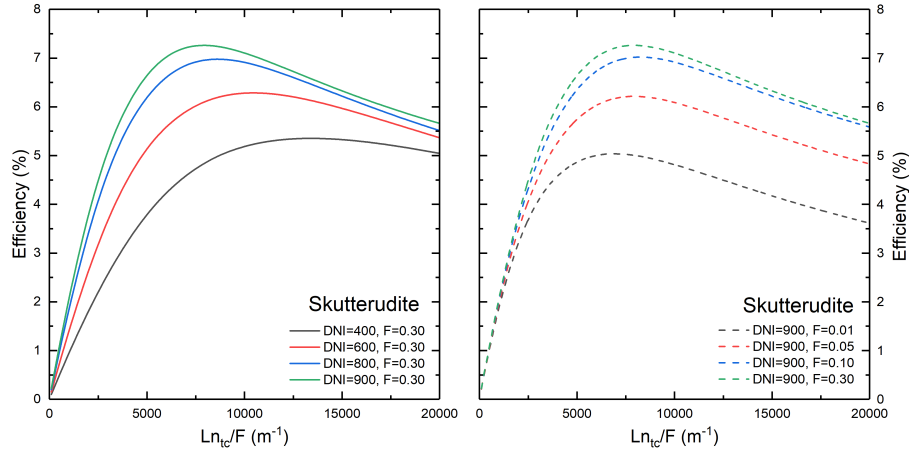 8
7
6
5
4
3
2
1
0
Efficiency (%)
0 5000 10000 15000 20000
Ln_tc/F (m⁻¹)
Skutterudite
DNI=400, F=0.30
DNI=600, F=0.30
DNI=800, F=0.30
DNI=900, F=0.30
8
7
6
5
4
3
2
1
0
Efficiency (%)
0 5000 10000 15000 20000
Ln_tc/F (m⁻¹)
Skutterudite
DNI=900, F=0.01
DNI=900, F=0.05
DNI=900, F=0.10
DNI=900, F=0.30